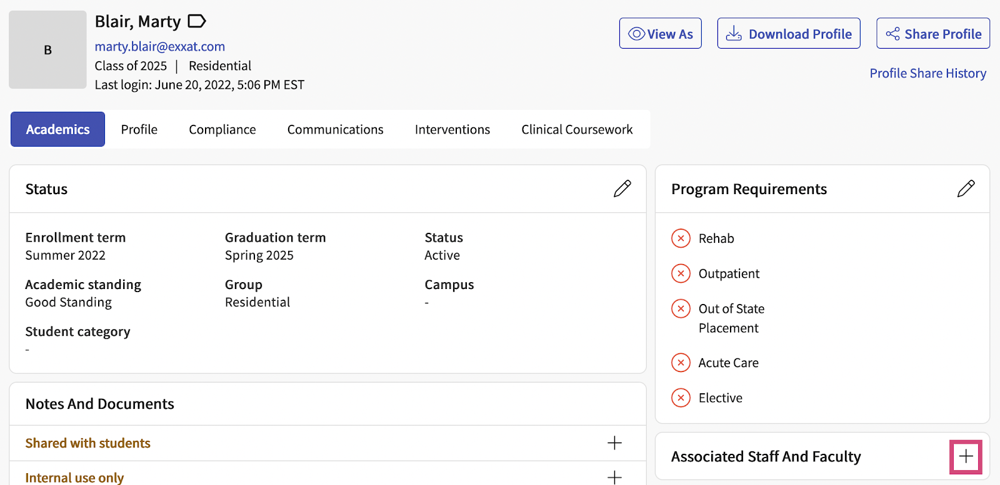 B
Blair, Marty
marty.blair@exxat.com
Class of 2025 | Residential
Last login: June 20, 2022, 5:06 PM EST
View As
Download Profile
Share Profile
Profile Share History
Academics
Profile
Compliance
Communications
Interventions
Clinical Coursework
Status
Enrollment term
Summer 2022
Graduation term
Spring 2025
Status
Active
Academic standing
Good Standing
Group
Residential
Campus
-
Student category
-
Notes And Documents
Shared with students
Internal use only
Program Requirements
Rehab
Outpatient
Out of State
Placement
Acute Care
Elective
Associated Staff And Faculty